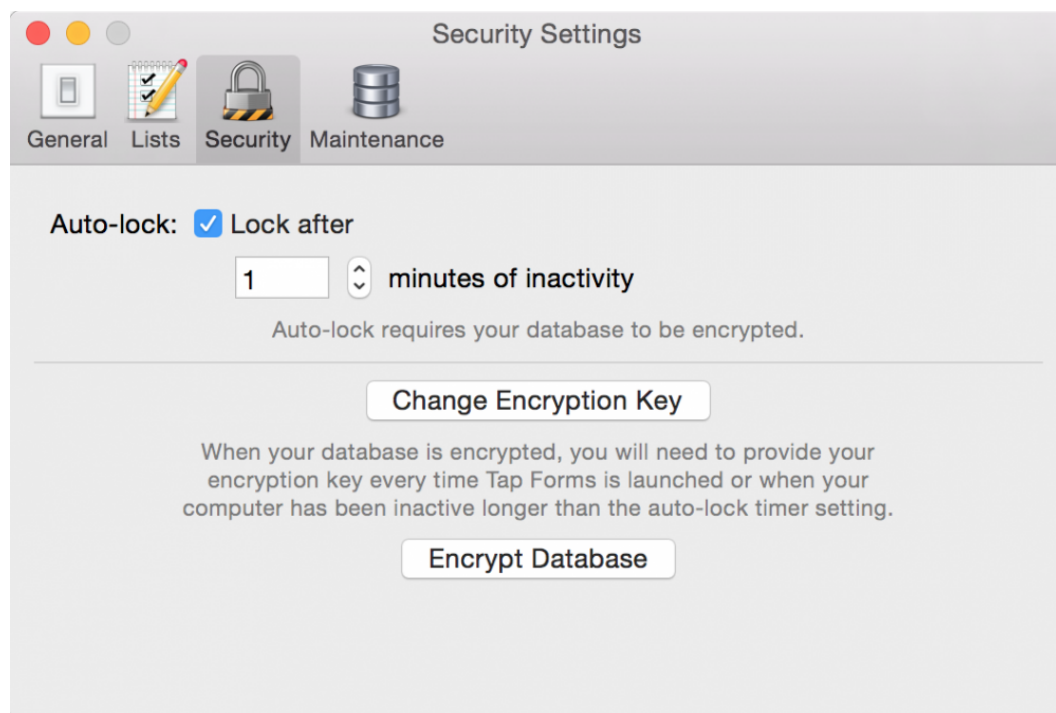 Security Settings
General Lists Security Maintenance
Auto-lock: Lock after
1 minutes of inactivity
Auto-lock requires your database to be encrypted.
Change Encryption Key
When your database is encrypted, you will need to provide your
encryption key every time Tap Forms is launched or when your
computer has been inactive longer than the auto-lock timer setting.
Encrypt Database